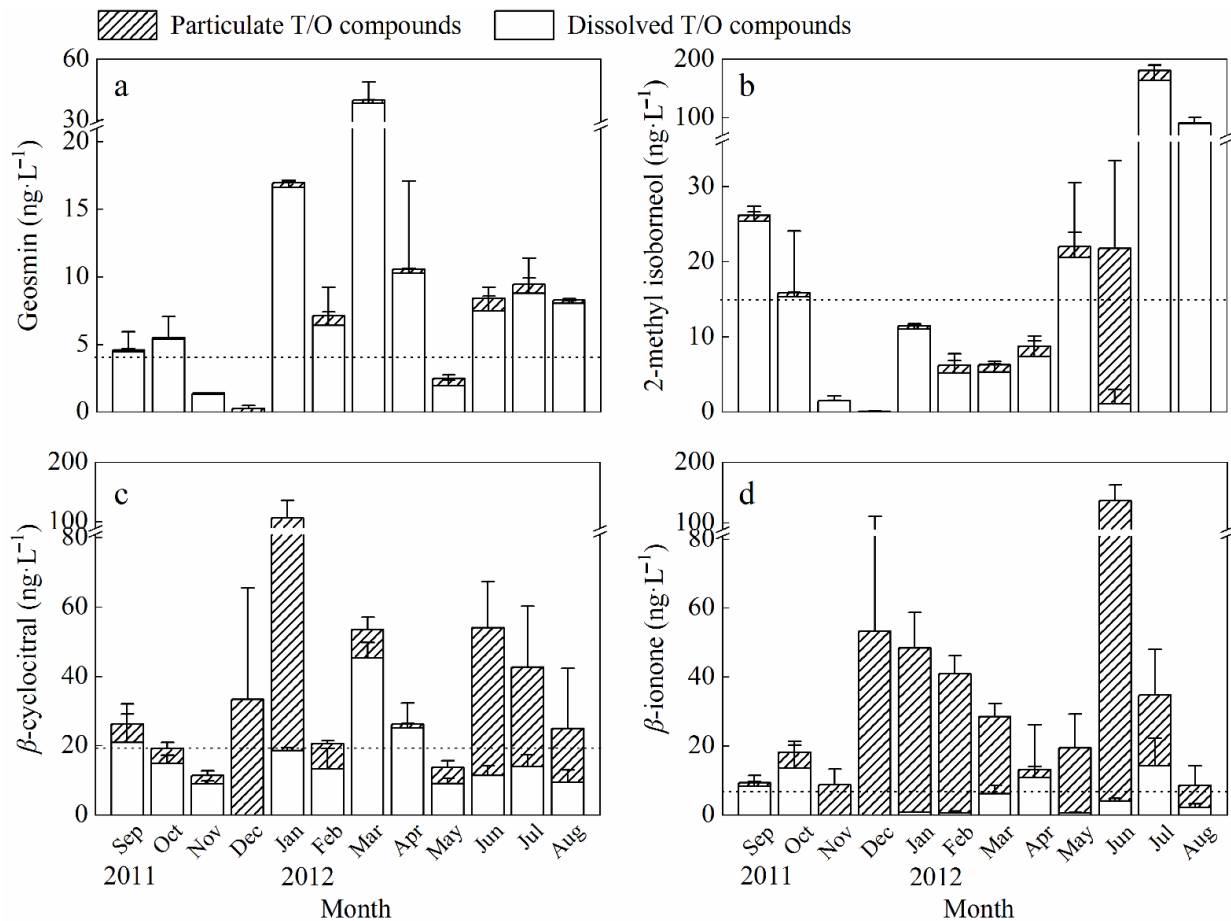 Particulate T/O compounds Dissolved T/O compounds
a
Geosmin (ng·L⁻¹)
60
30
20
15
10
5
0
b
2-methyl isoborneol (ng·L⁻¹)
200
100
30
20
10
0
c
β-cyclocitral (ng·L⁻¹)
200
100
80
60
40
20
0
Sep Oct Nov Dec Jan Feb Mar Apr May Jun Jul Aug
2011 2012
Month
d
β-ionone (ng·L⁻¹)
200
100
80
60
40
20
0
Sep Oct Nov Dec Jan Feb Mar Apr May Jun Jul Aug
2011 2012
Month